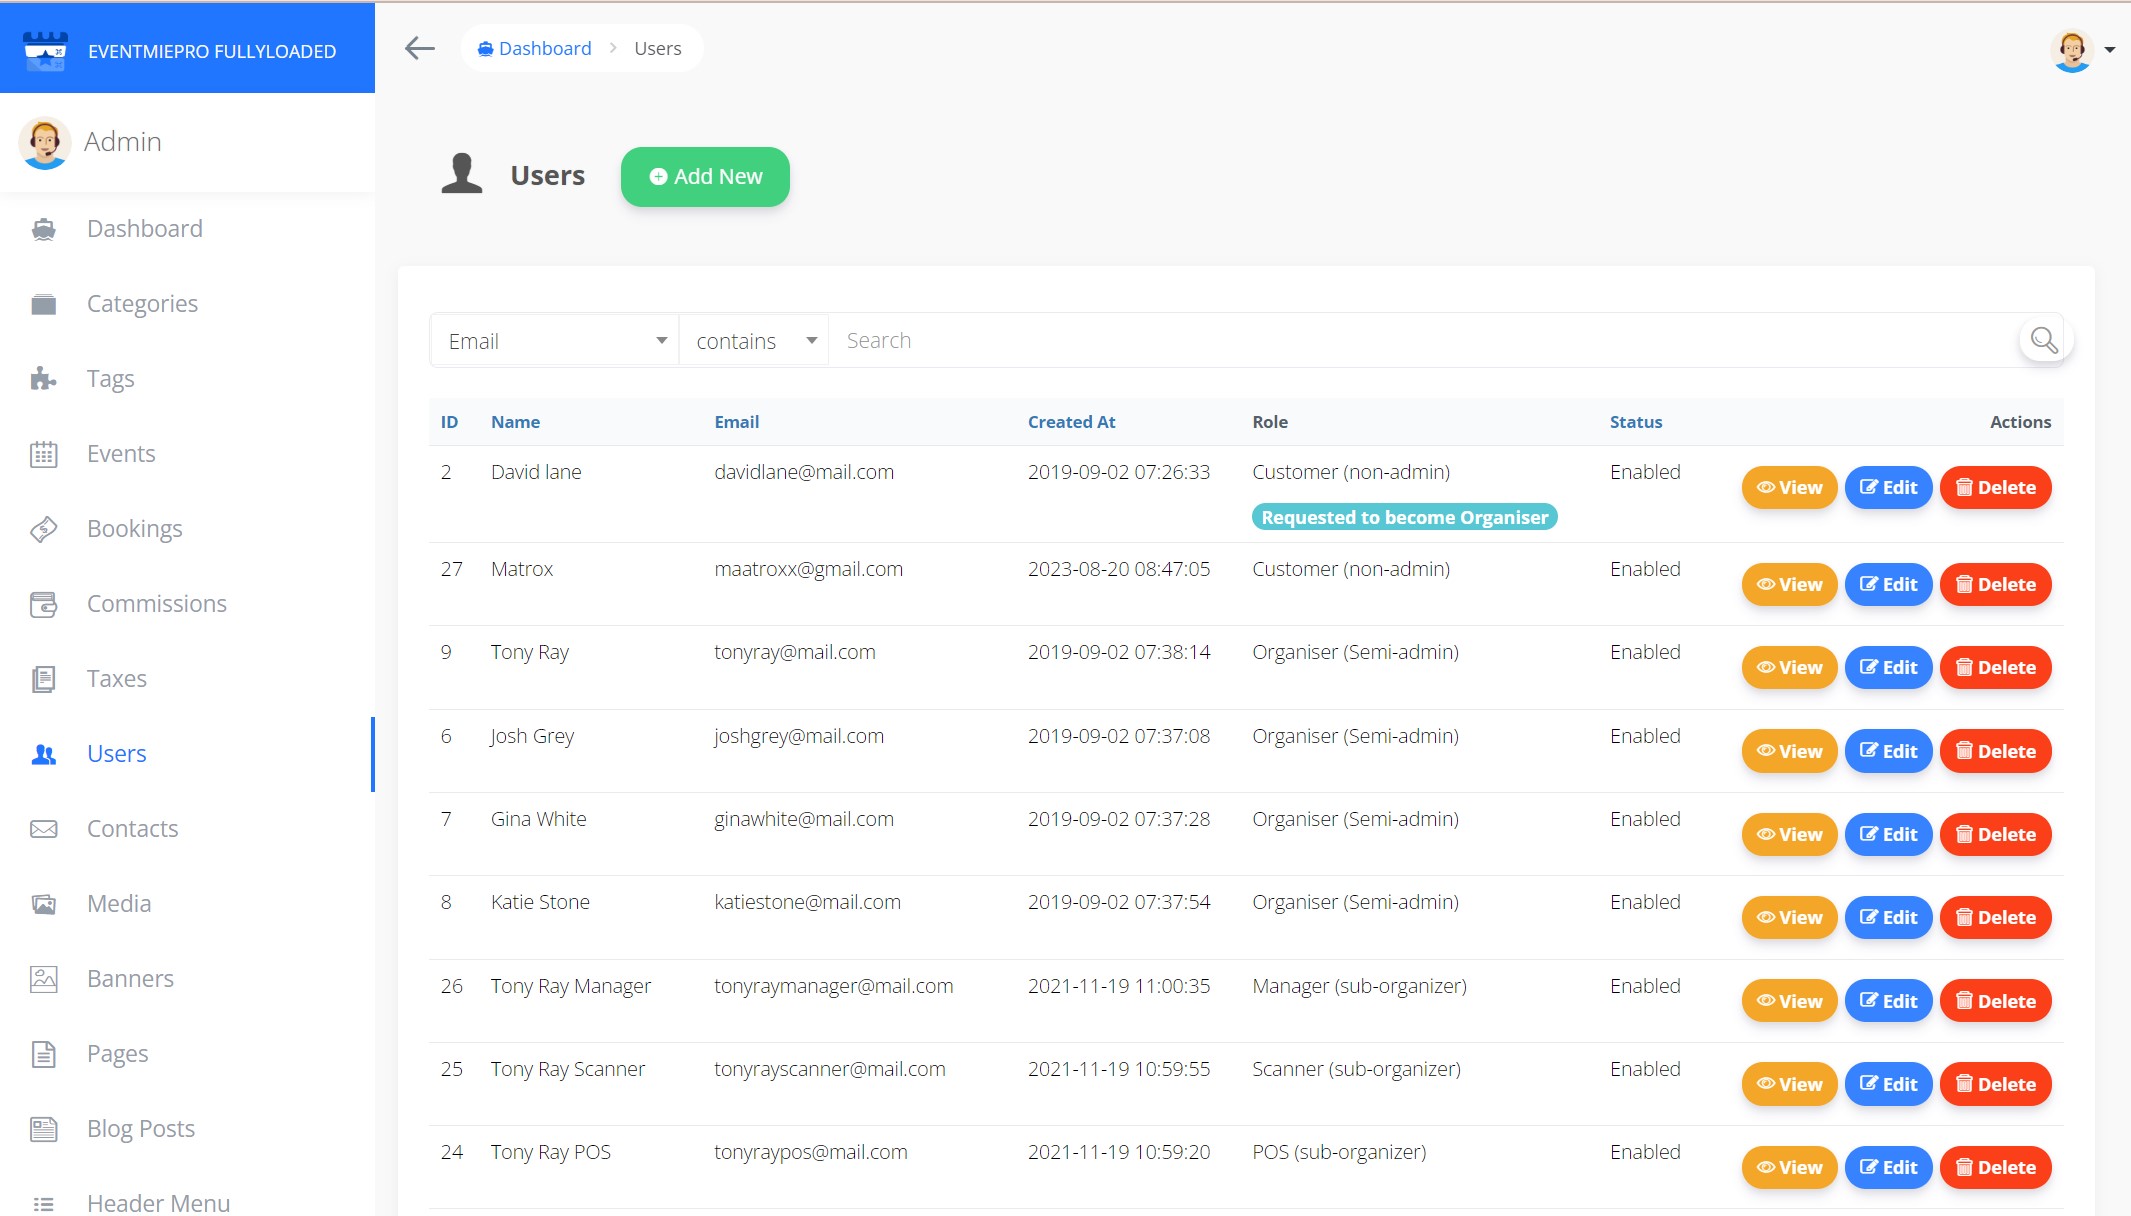 EVENTMIEPRO FULLYLOADED
Dashboard > Users
Admin
Users
Add New
Dashboard
Categories
Tags
Events
Bookings
Commissions
Taxes
Users
Contacts
Media
Banners
Pages
Blog Posts
Header Menu
Email contains Search
ID Name Email Created At Role Status Actions
2 David lane davidlane@mail.com 2019-09-02 07:26:33 Customer (non-admin) Enabled View Edit Delete
Requested to become Organiser
27 Matrox maatroxx@gmail.com 2023-08-20 08:47:05 Customer (non-admin) Enabled View Edit Delete
9 Tony Ray tonyray@mail.com 2019-09-02 07:38:14 Organiser (Semi-admin) Enabled View Edit Delete
6 Josh Grey joshgrey@mail.com 2019-09-02 07:37:08 Organiser (Semi-admin) Enabled View Edit Delete
7 Gina White ginawhite@mail.com 2019-09-02 07:37:28 Organiser (Semi-admin) Enabled View Edit Delete
8 Katie Stone katiestone@mail.com 2019-09-02 07:37:54 Organiser (Semi-admin) Enabled View Edit Delete
26 Tony Ray Manager tonyraymanager@mail.com 2021-11-19 11:00:35 Manager (sub-organizer) Enabled View Edit Delete
25 Tony Ray Scanner tonyrayscanner@mail.com 2021-11-19 10:59:55 Scanner (sub-organizer) Enabled View Edit Delete
24 Tony Ray POS tonyraypos@mail.com 2021-11-19 10:59:20 POS (sub-organizer) Enabled View Edit Delete